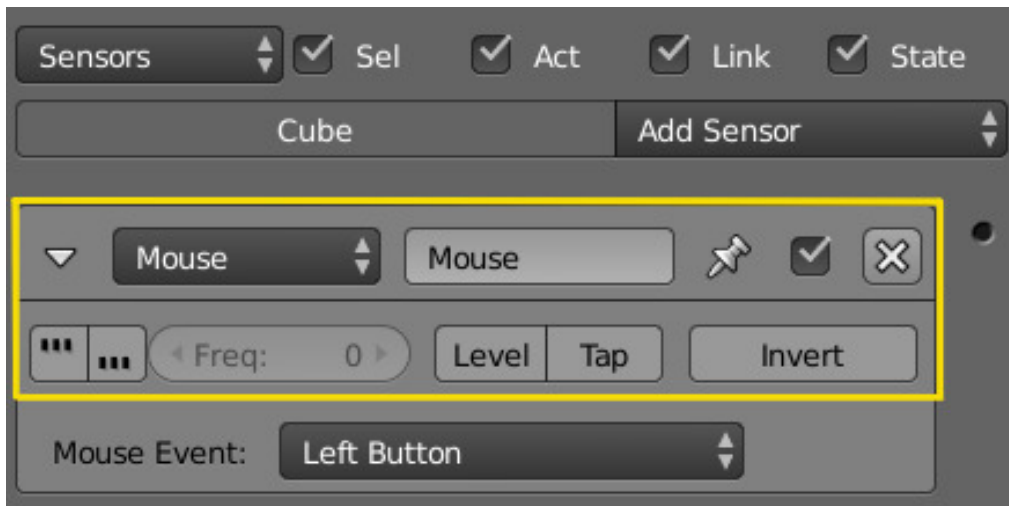 Sensors Sel Act Link State
Cube Add Sensor
Mouse Mouse
Freq: 0 Level Tap Invert
Mouse Event: Left Button